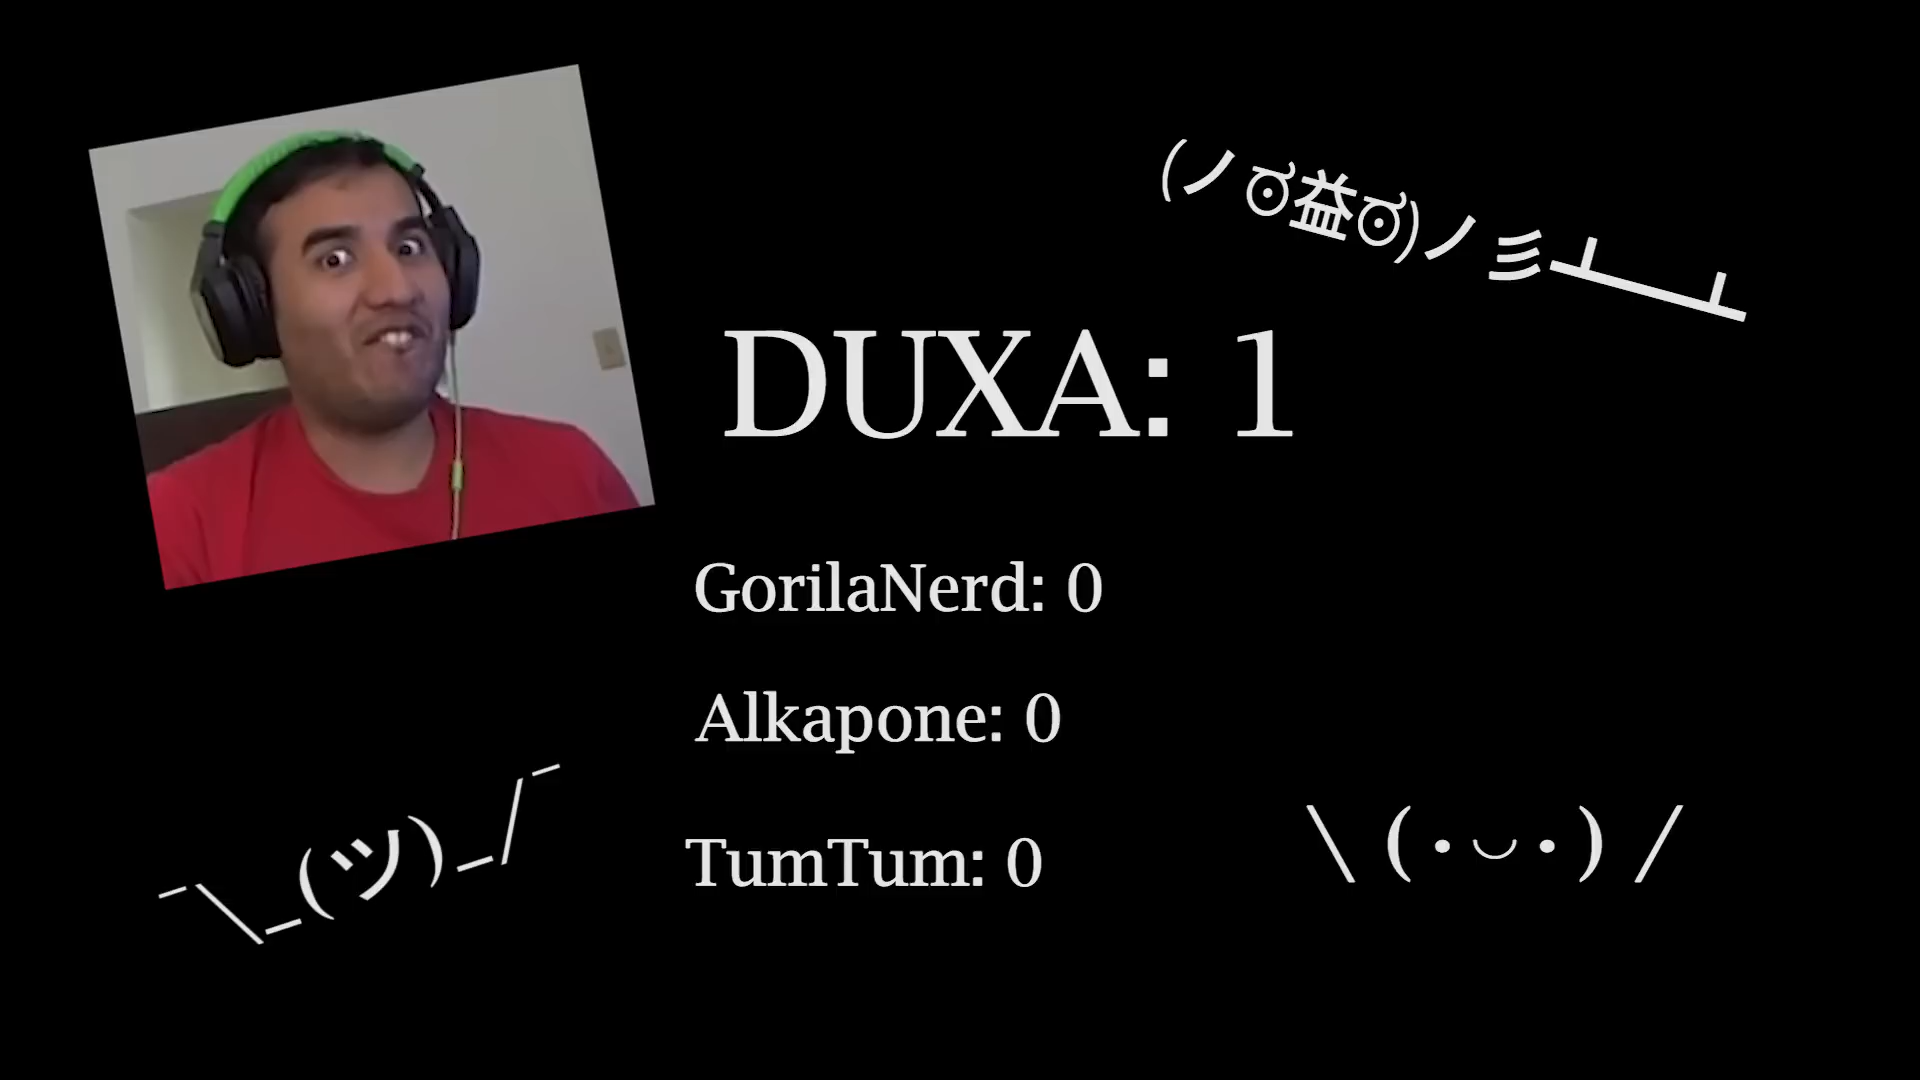 (ノಠ益ಠ)ノ彡┻━┻
DUXA: 1
GorilaNerd: 0
Alkapone: 0
TumTum: 0
¯\_(ツ)_/¯
\ (•◡•) /